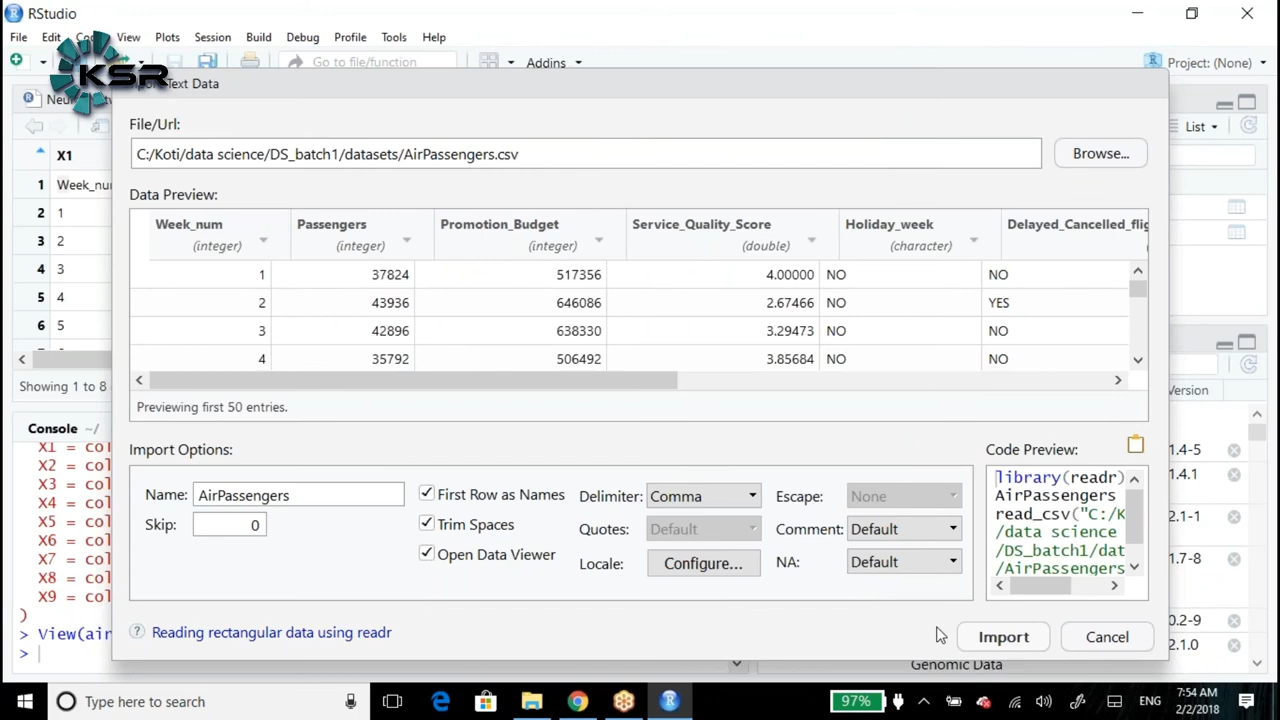 RStudio
File Edit Co View Plots Session Build Debug Profile Tools Help
KSR
Go to file/function
Addins
Project: (None)
Text Data
List
File/Url:
C:/Koti/data science/DS_batch1/datasets/AirPassengers.csv
Browse...
Data Preview:
Week_num Passengers Promotion_Budget Service_Quality_Score Holiday_week Delayed_Cancelled_flig
(integer) (integer) (integer) (double) (character)
1 37824 517356 4.00000 NO NO
2 43936 646086 2.67466 NO YES
3 42896 638330 3.29473 NO NO
4 35792 506492 3.85684 NO NO
Previewing first 50 entries.
X1
1 Week_nu
2 1
3 2
4 3
5 4
6 5
Showing 1 to 8
Version
Import Options:
Name: AirPassengers
Skip: 0
First Row as Names
Trim Spaces
Open Data Viewer
Delimiter: Comma
Quotes: Default
Locale: Configure...
Escape: None
Comment: Default
NA: Default
Code Preview:
library(readr)
AirPassengers
read_csv("C:/K
/data science
/DS_batch1/dat
/AirPassengers
? Reading rectangular data using readr
Import
Cancel
Console ~/
X1 = col
X2 = col
X3 = col
X4 = col
X5 = col
X6 = col
X7 = col
X8 = col
X9 = col
)
> View(air
>
1.4-5
1.4.1
2.1-1
1.7-8
0.2-9
2.1.0
Genomic Data
Type here to search
97%
ENG
7:54 AM
2/2/2018